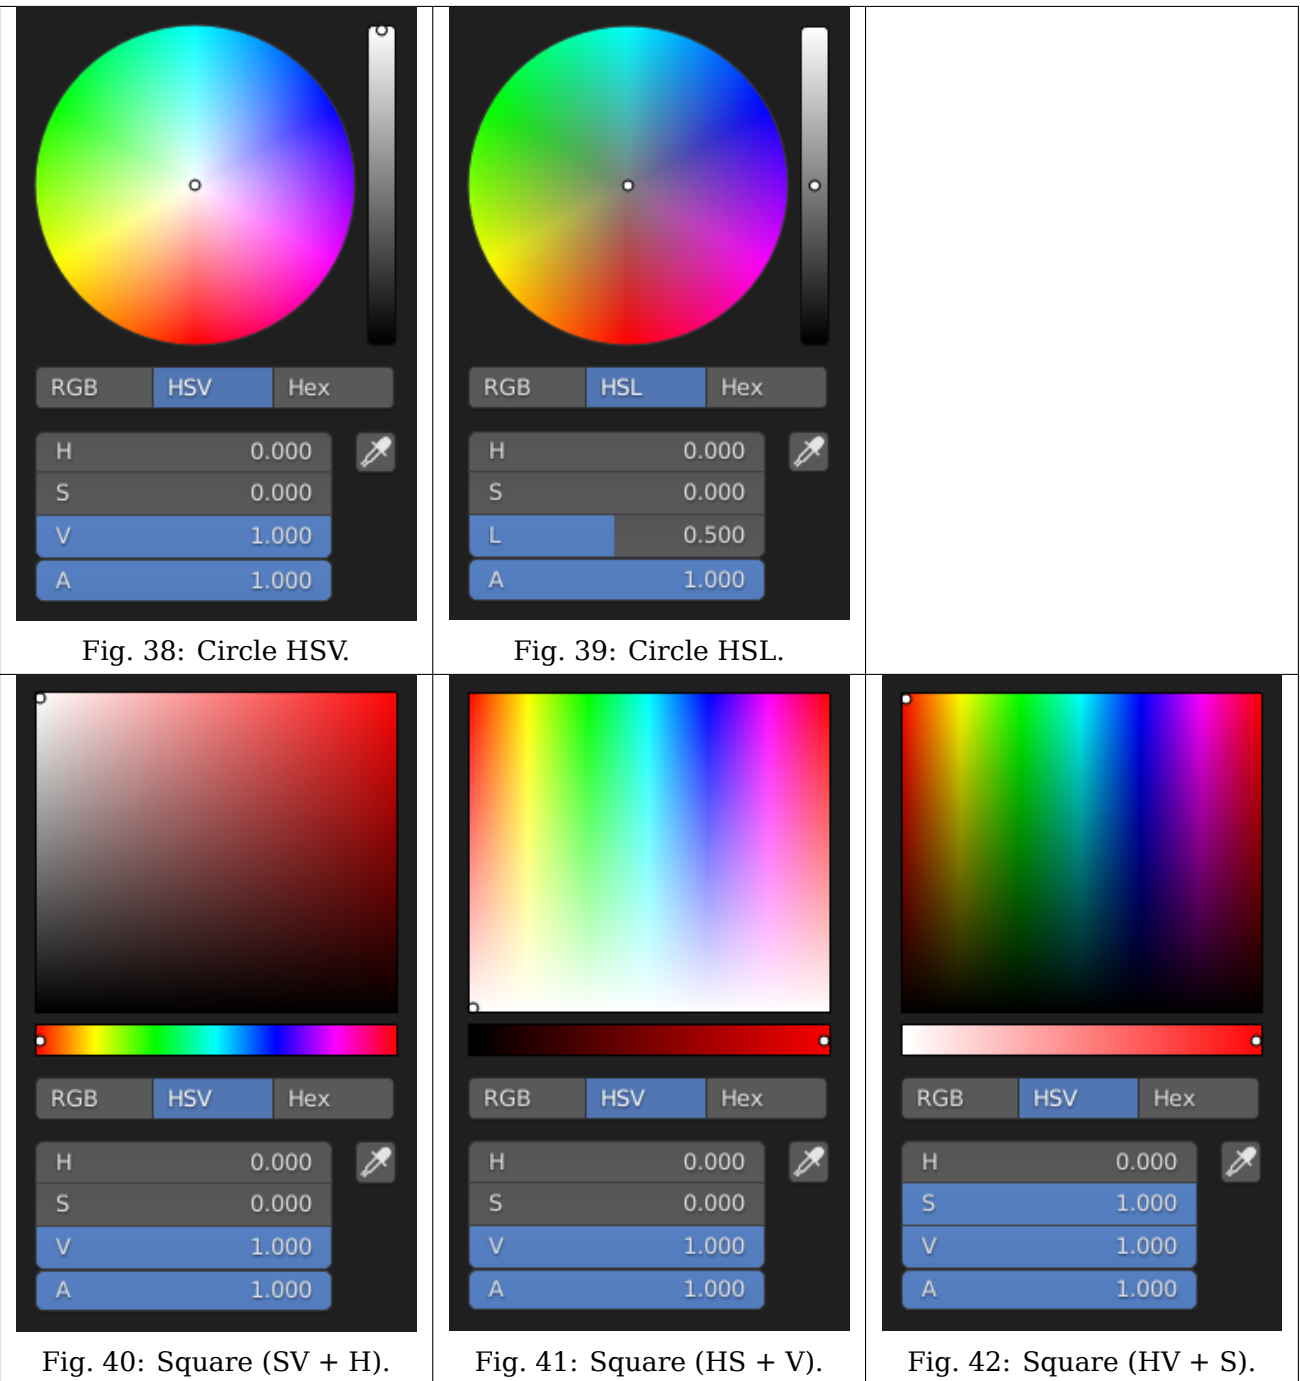 RGB HSV Hex
H 0.000
S 0.000
V 1.000
A 1.000
Fig. 38: Circle HSV.
RGB HSL Hex
H 0.000
S 0.000
L 0.500
A 1.000
Fig. 39: Circle HSL.
RGB HSV Hex
H 0.000
S 0.000
V 1.000
A 1.000
Fig. 40: Square (SV + H).
RGB HSV Hex
H 0.000
S 0.000
V 1.000
A 1.000
Fig. 41: Square (HS + V).
RGB HSV Hex
H 0.000
S 1.000
V 1.000
A 1.000
Fig. 42: Square (HV + S).